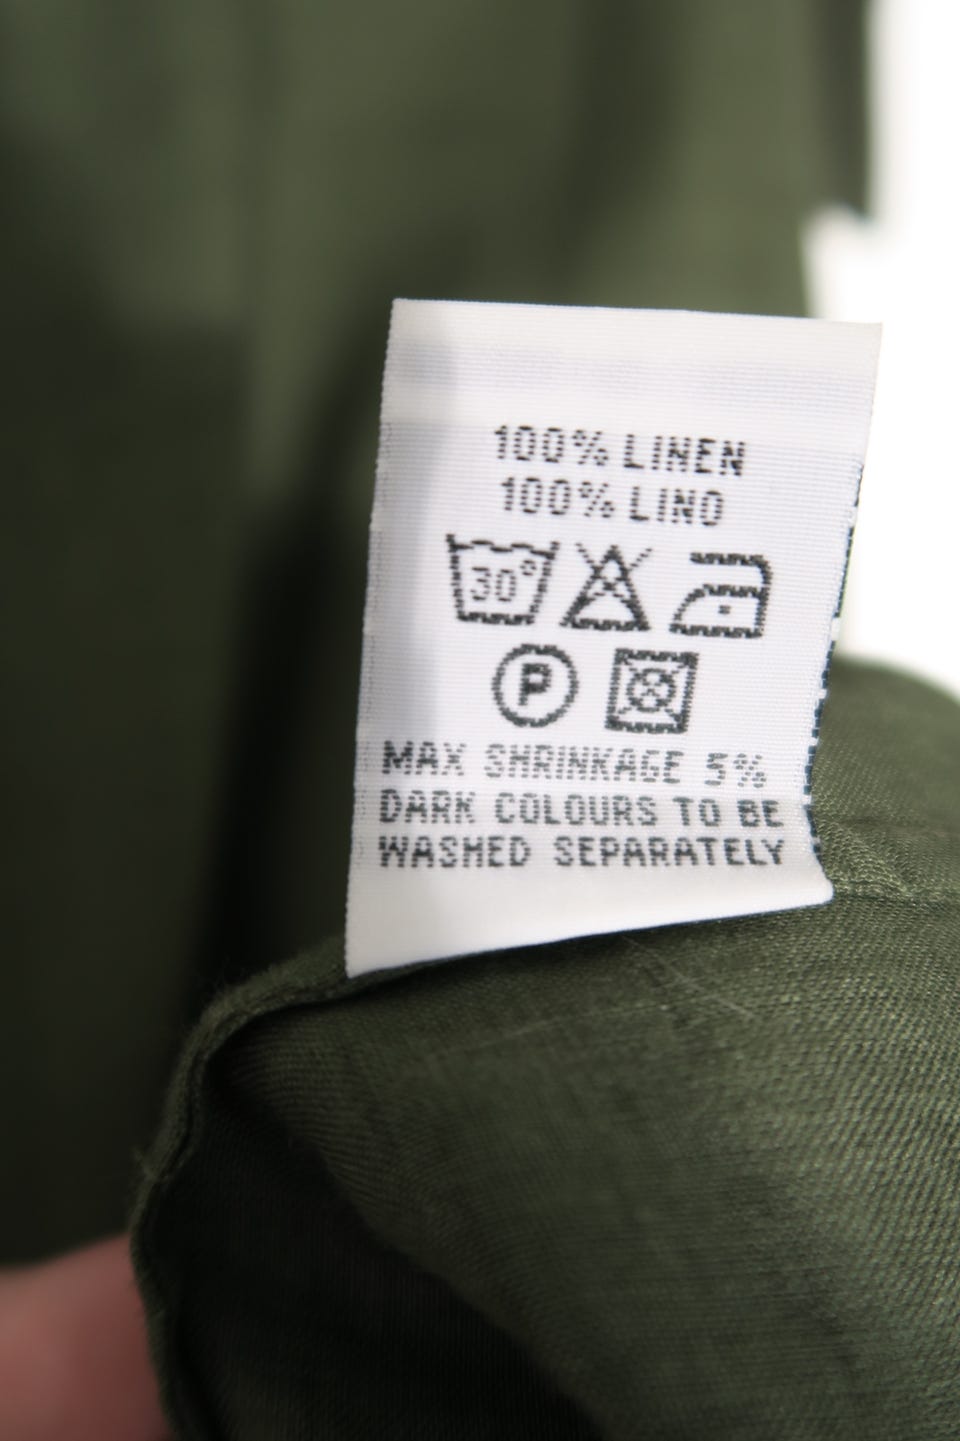 100% LINEN
100% LINO
30°
P
MAX SHRINKAGE 5%
DARK COLOURS TO BE
WASHED SEPARATELY